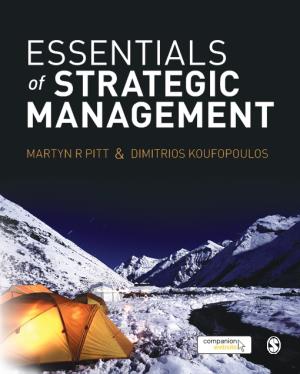 ESSENTIALS
of STRATEGIC
MANAGEMENT
MARTYN R PITT & DIMITRIOS KOUFOPOULOS
companion
website
S